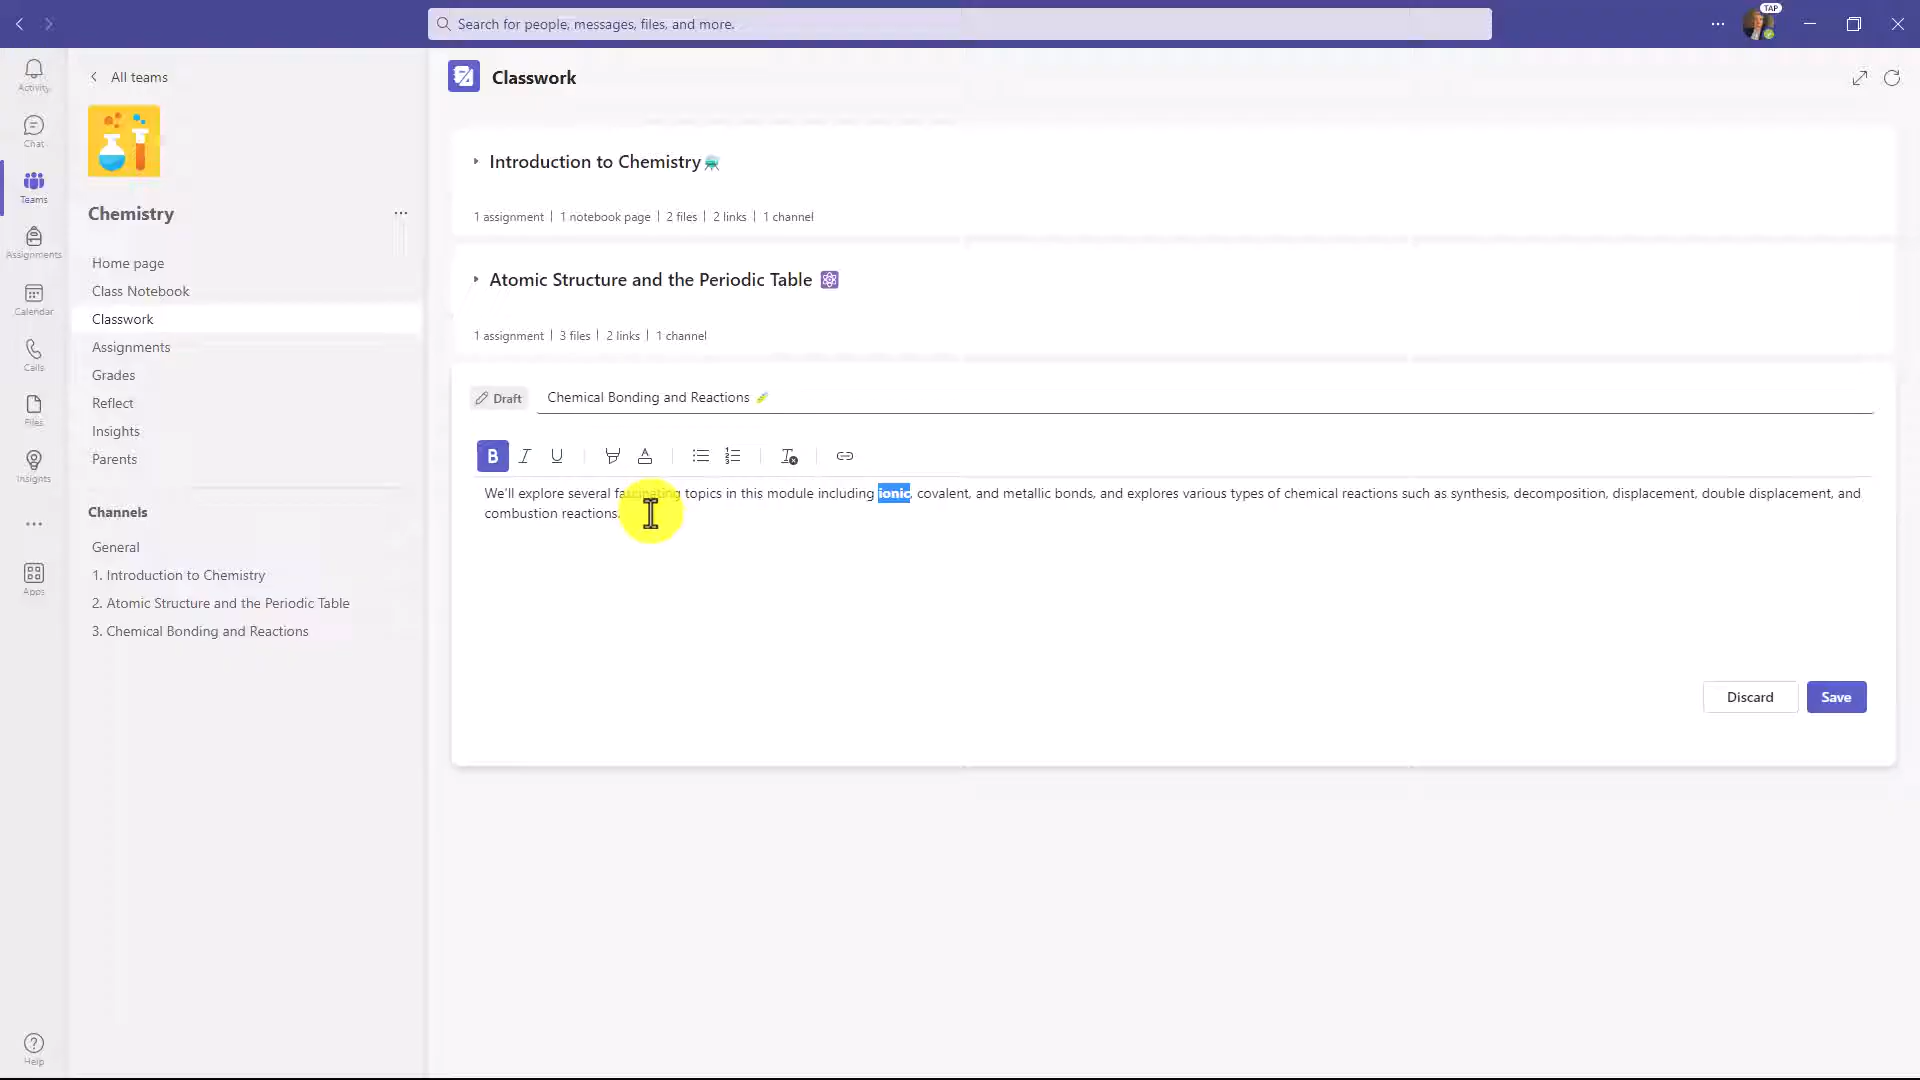 Search for people, messages, files, and more.
TAP
Activity
Chat
Teams
Assignments
Calendar
Calls
Files
Insights
Apps
Help
All teams
Chemistry
Home page
Class Notebook
Classwork
Assignments
Grades
Reflect
Insights
Parents
Channels
General
1. Introduction to Chemistry
2. Atomic Structure and the Periodic Table
3. Chemical Bonding and Reactions
Classwork
Introduction to Chemistry
1 assignment | 1 notebook page | 2 files | 2 links | 1 channel
Atomic Structure and the Periodic Table
1 assignment | 3 files | 2 links | 1 channel
Draft
Chemical Bonding and Reactions
B I U
We'll explore several fascinating topics in this module including ionic, covalent, and metallic bonds, and explores various types of chemical reactions such as synthesis, decomposition, displacement, double displacement, and
combustion reactions.
Discard
Save